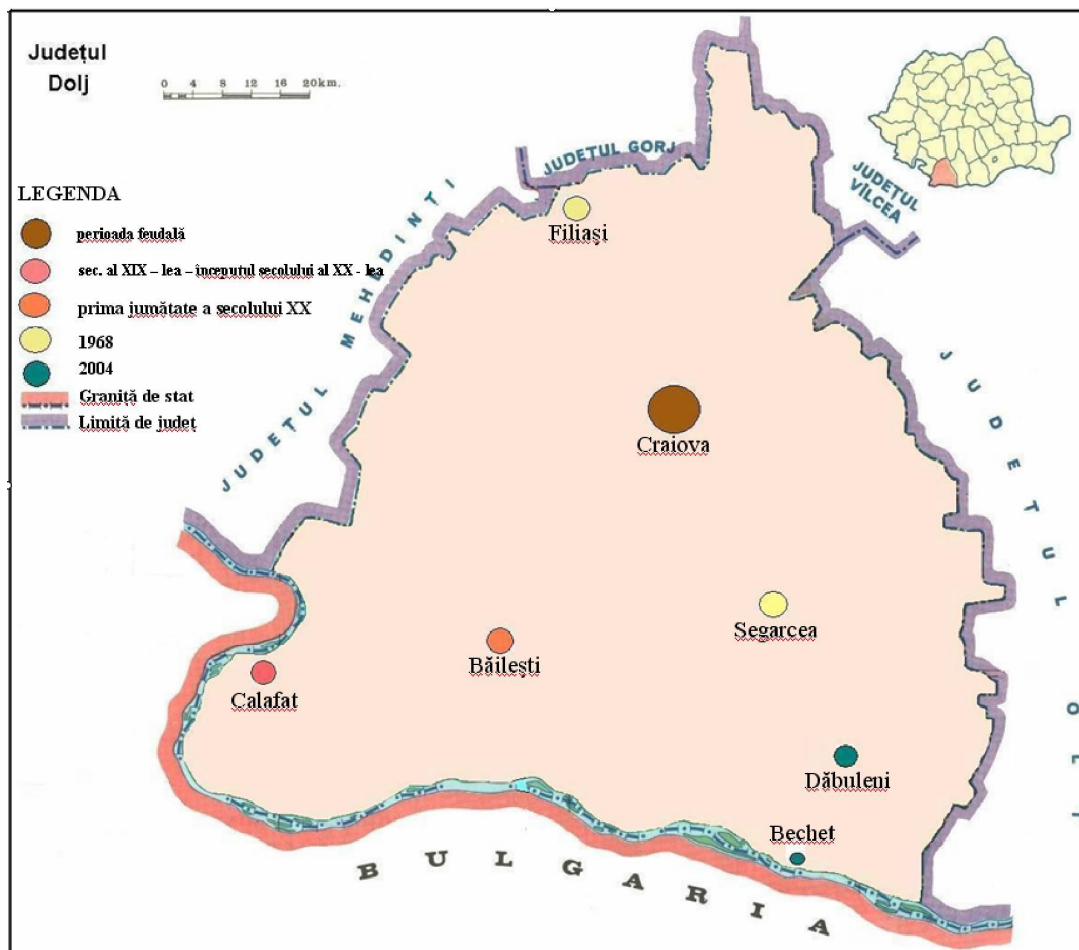 Județul
Dolj
0 4 8 12 16 20km.
JUDEȚUL GORJ
JUDEȚUL
VÎLCEA
JUDEȚUL MEHEDINȚI
LEGENDA
perioada feudală
sec. al XIX – lea – începutul secolului al XX - lea
prima jumătate a secolului XX
1968
2004
Graniță de stat
Limită de județ
Filiași
Craiova
JUDEȚUL OLT
Segarcea
Băilești
Calafat
Dăbuleni
Bechet
BULGARIA